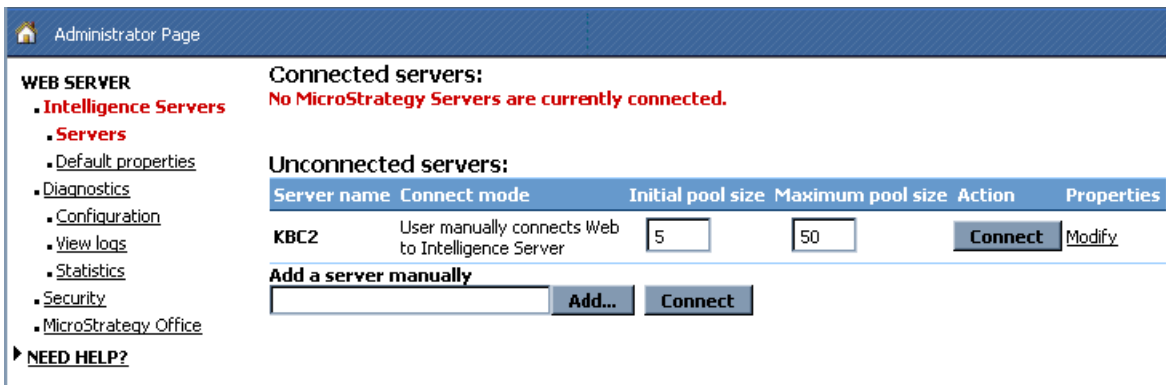 Administrator Page
WEB SERVER
Intelligence Servers
Servers
Default properties
Diagnostics
Configuration
View logs
Statistics
Security
MicroStrategy Office
NEED HELP?
Connected servers:
No MicroStrategy Servers are currently connected.
Unconnected servers:
Server name Connect mode Initial pool size Maximum pool size Action Properties
KBC2 User manually connects Web to Intelligence Server 5 50 Connect Modify
Add a server manually
Add... Connect